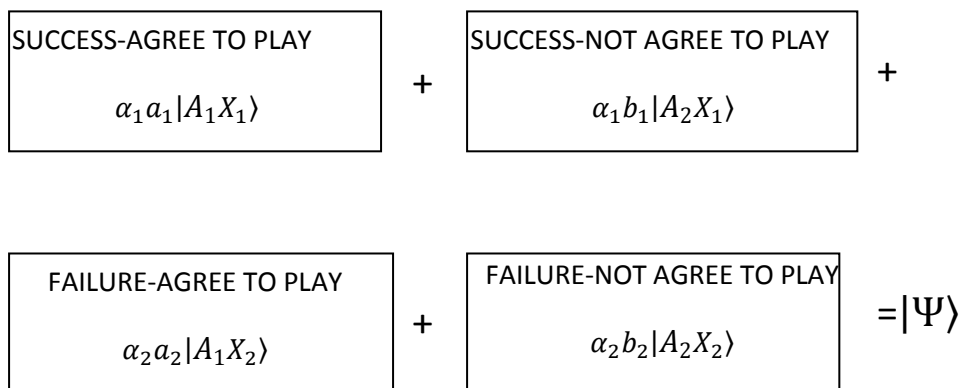 SUCCESS-AGREE TO PLAY
α₁a₁|A₁X₁⟩
+
SUCCESS-NOT AGREE TO PLAY
α₁b₁|A₂X₁⟩
+
FAILURE-AGREE TO PLAY
α₂a₂|A₁X₂⟩
+
FAILURE-NOT AGREE TO PLAY
α₂b₂|A₂X₂⟩
=|Ψ⟩